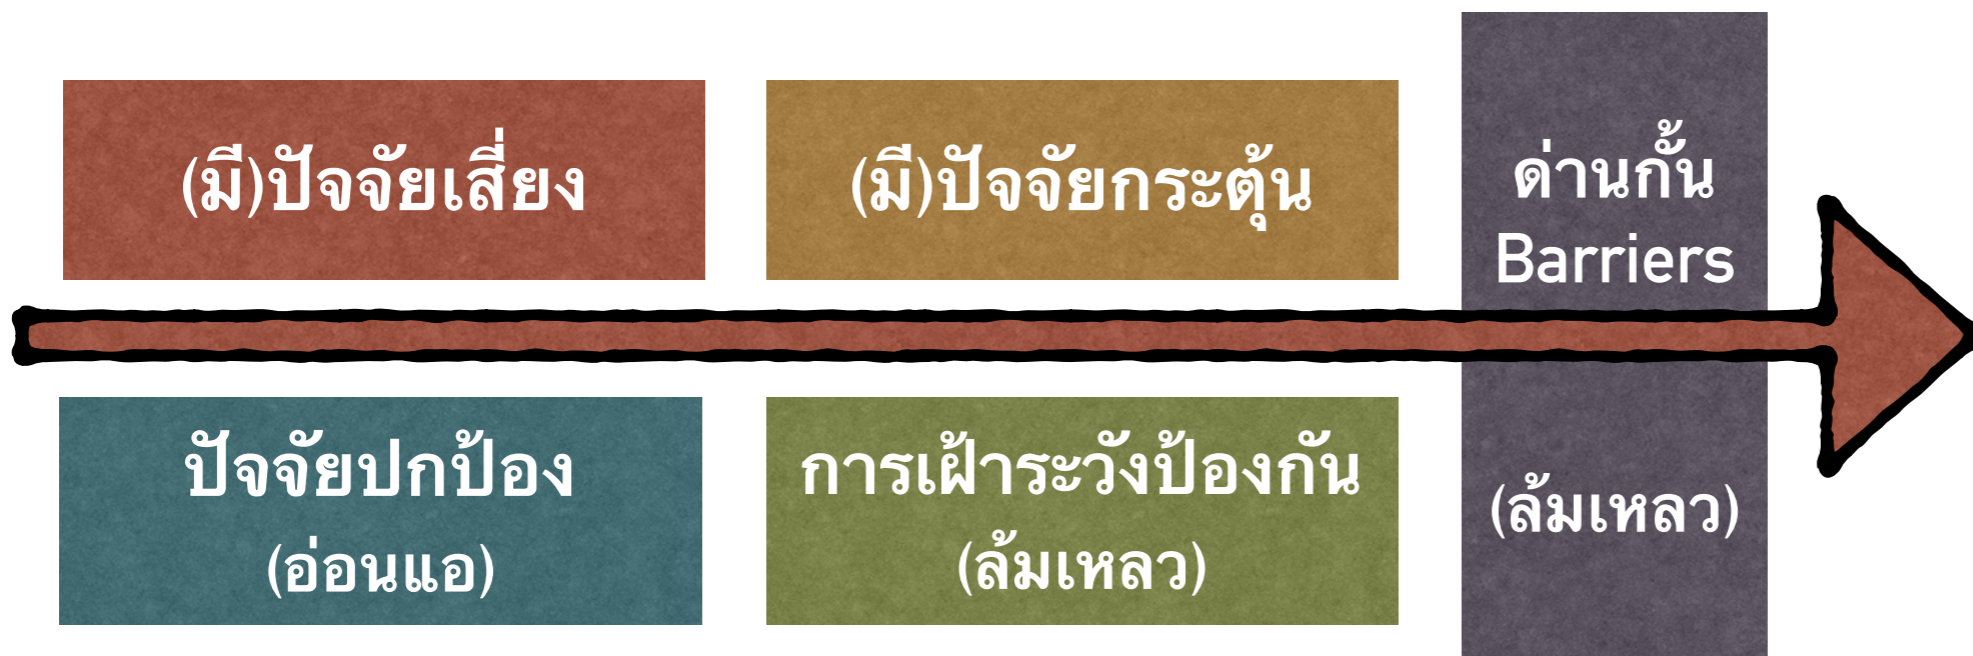 (มี)ปัจจัยเสี่ยง
(มี)ปัจจัยกระตุ้น
ด่านกั้น
Barriers
ปัจจัยปกป้อง
(อ่อนแอ)
การเฝ้าระวังป้องกัน
(ล้มเหลว)
(ล้มเหลว)